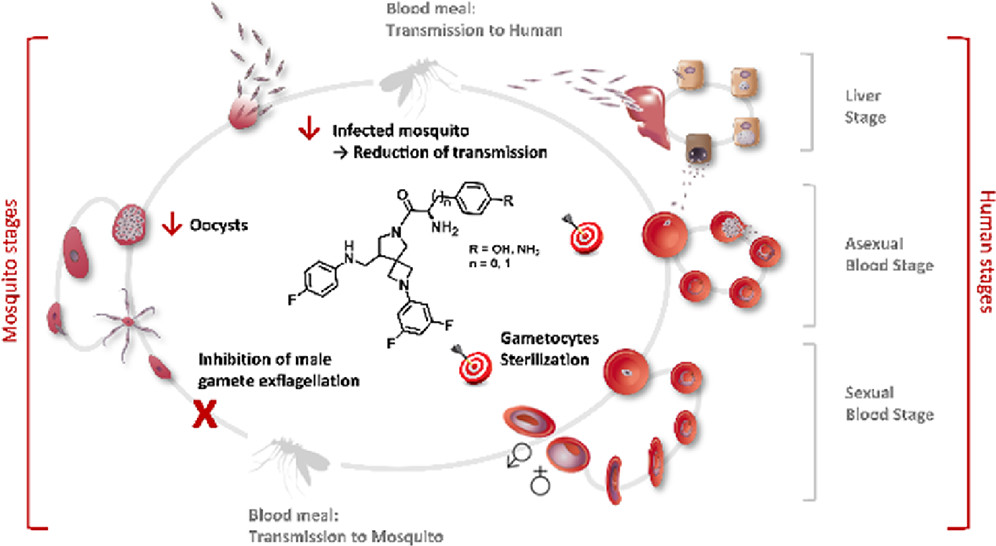 Blood meal:
Transmission to Human
Mosquito stages
Human stages
Liver
Stage
↓ Infected mosquito
→ Reduction of transmission
↓ Oocysts
O
( )n
R
N
NH₂
R = OH, NH₂
n = 0, 1
H
N
F
N
F
F
Asexual
Blood Stage
Gametocytes
Sterilization
Inhibition of male
gamete exflagellation
X
Sexual
Blood Stage
♂
♀
Blood meal:
Transmission to Mosquito